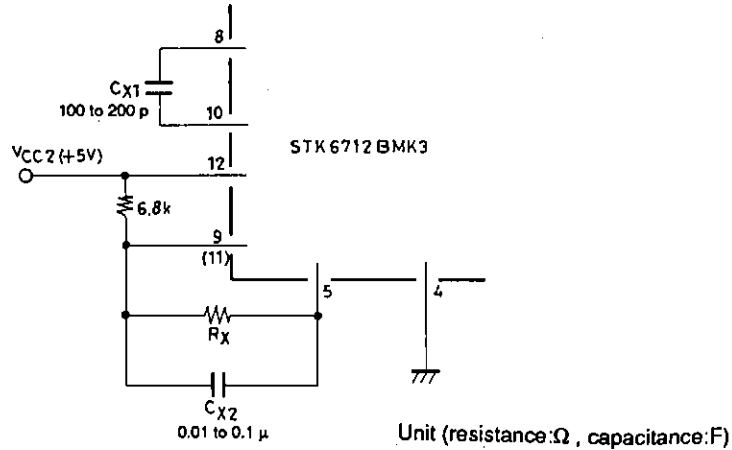 8
CX1
100 to 200 p
10
STK6712BMK3
VCC2 (+5V)
12
6.8k
9
(11)
5
4
RX
CX2
0.01 to 0.1 μ
Unit (resistance:Ω , capacitance:F)